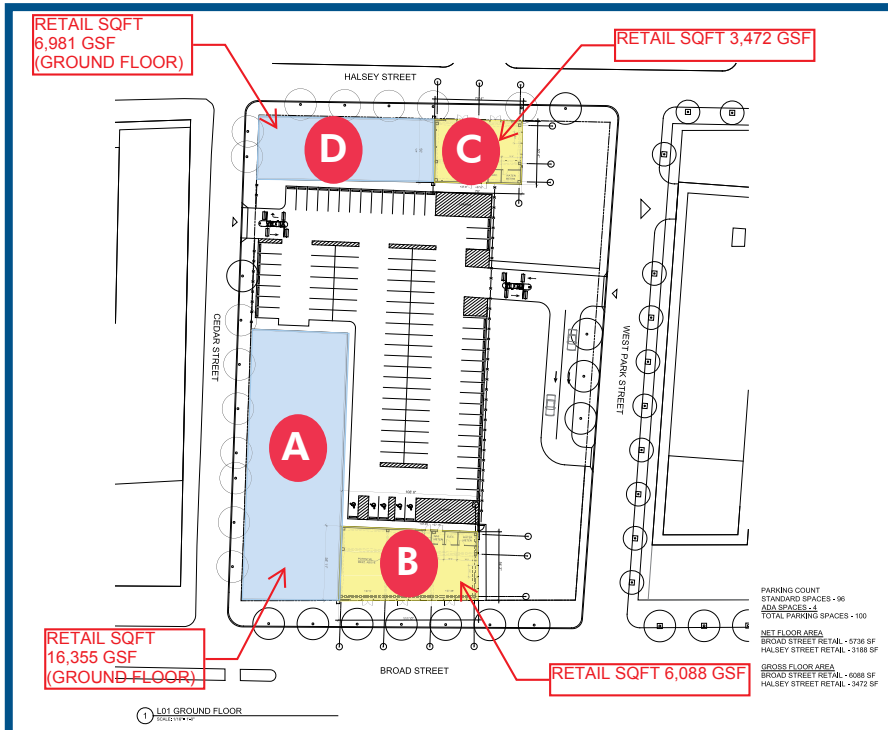 RETAIL SQFT
6,981 GSF
(GROUND FLOOR)
RETAIL SQFT 3,472 GSF
HALSEY STREET
D
C
CEDAR STREET
WEST PARK STREET
A
B
RETAIL SQFT
16,355 GSF
(GROUND FLOOR)
BROAD STREET
RETAIL SQFT 6,088 GSF
PARKING COUNT
STANDARD SPACES - 96
ADA SPACES - 4
TOTAL PARKING SPACES - 100
NET FLOOR AREA
BROAD STREET RETAIL - 5736 SF
HALSEY STREET RETAIL - 3188 SF
GROSS FLOOR AREA
BROAD STREET RETAIL - 6088 SF
HALSEY STREET RETAIL - 3472 SF
1 L01 GROUND FLOOR